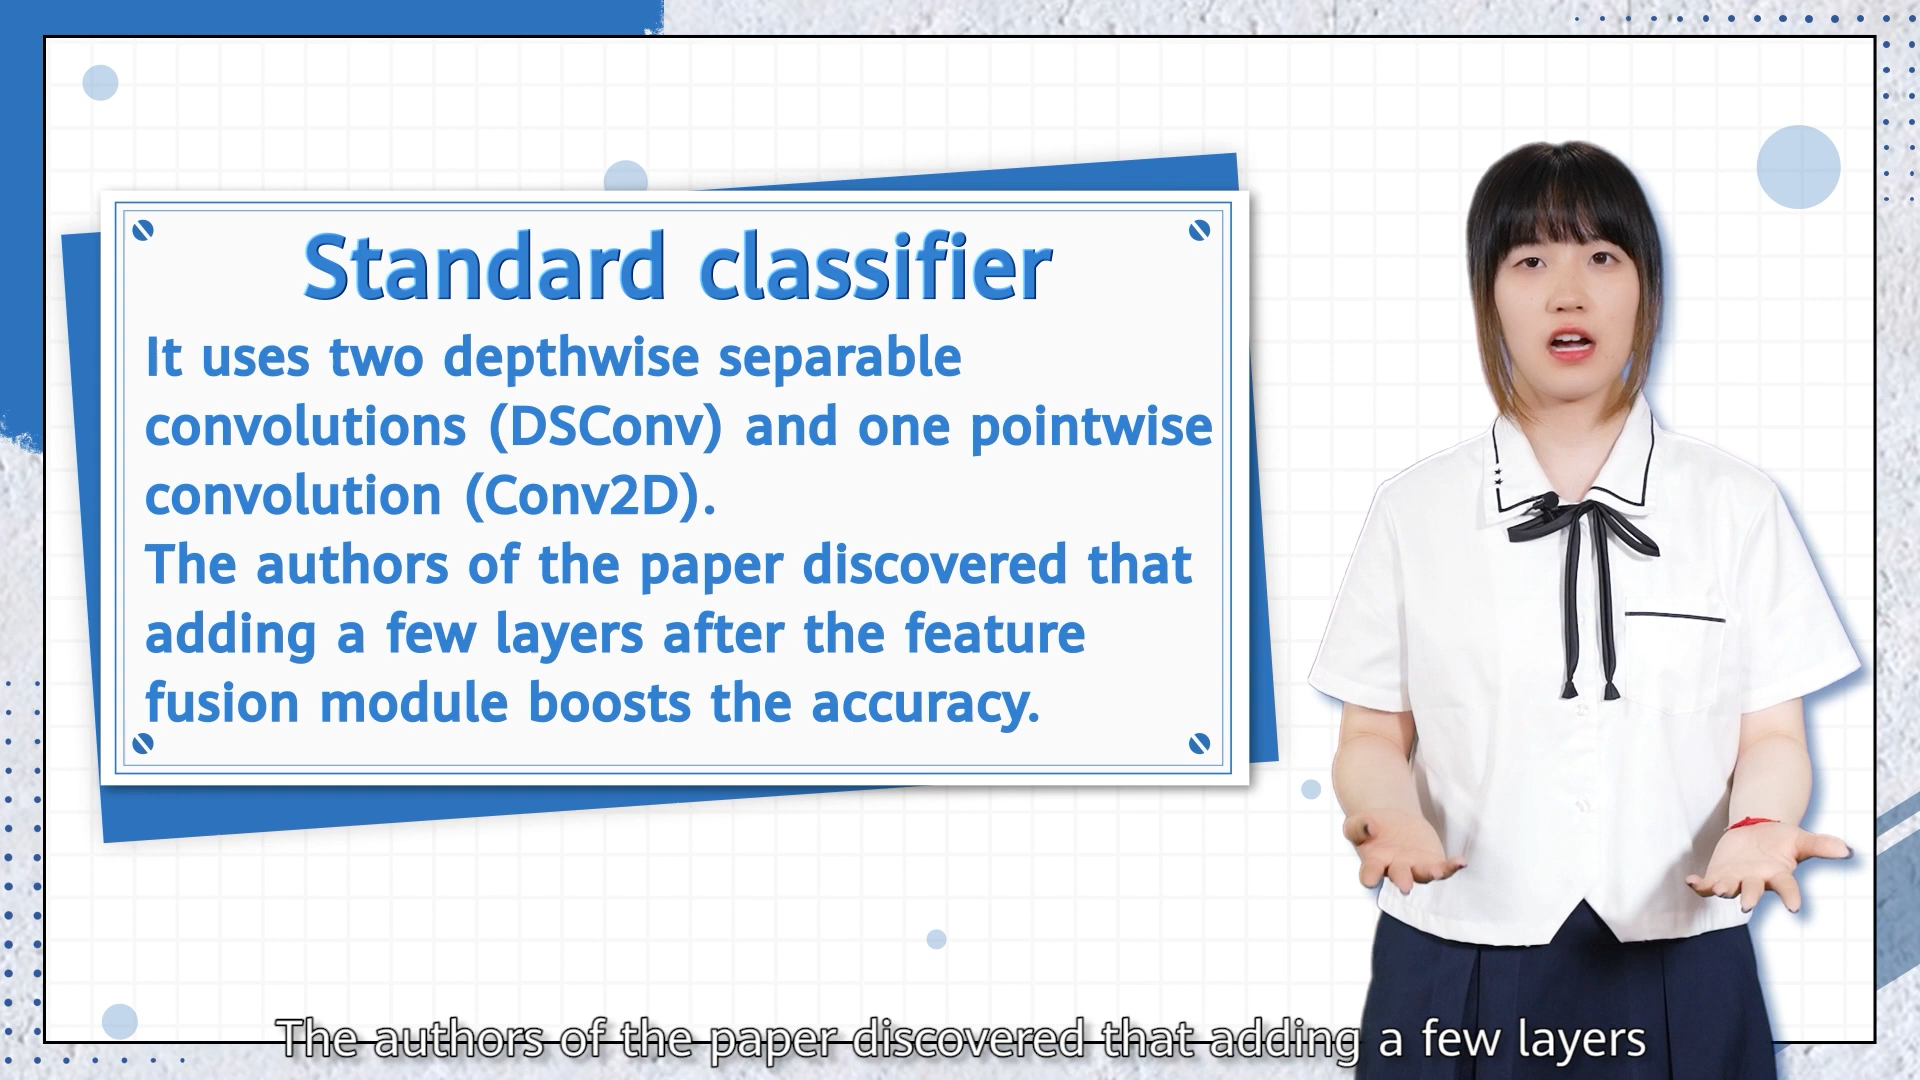 Standard classifier
It uses two depthwise separable
convolutions (DSConv) and one pointwise
convolution (Conv2D).
The authors of the paper discovered that
adding a few layers after the feature
fusion module boosts the accuracy.
The authors of the paper discovered that adding a few layers